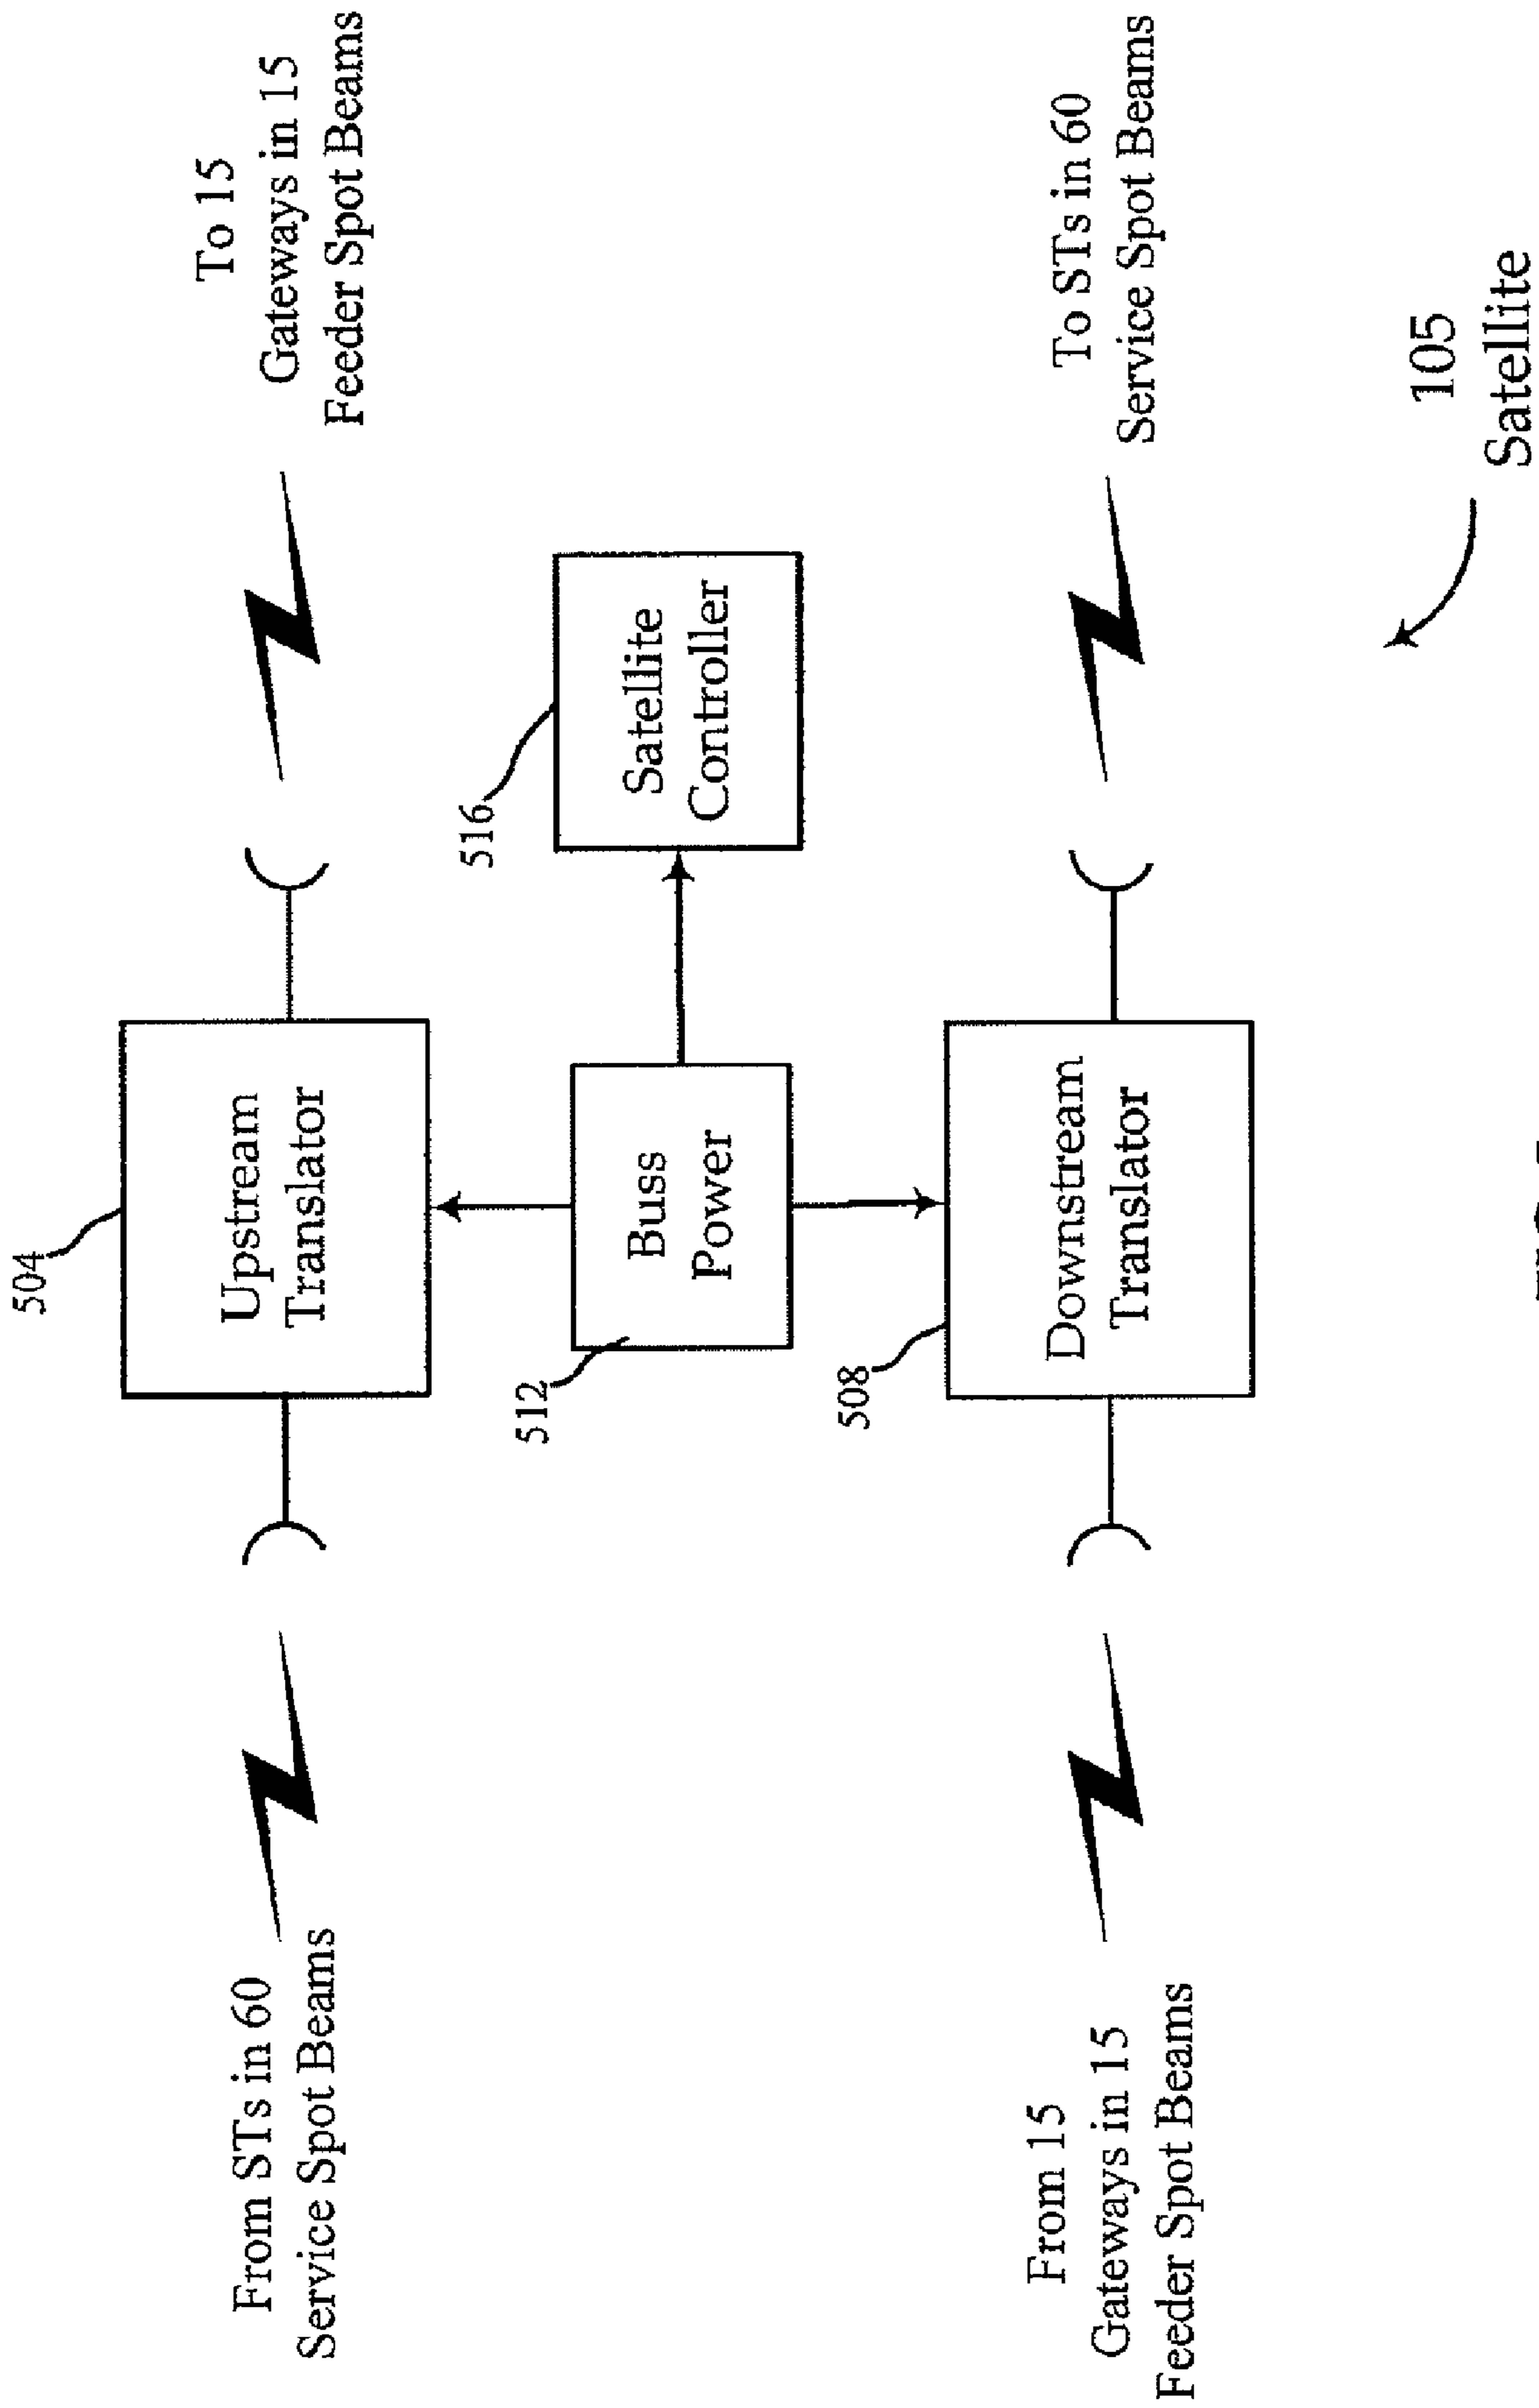 504
Upstream
Translator
From STs in 60
Service Spot Beams
To 15
Gateways in 15
Feeder Spot Beams
512
Buss
Power
516
Satellite
Controller
508
Downstream
Translator
From 15
Gateways in 15
Feeder Spot Beams
To STs in 60
Service Spot Beams
105
Satellite